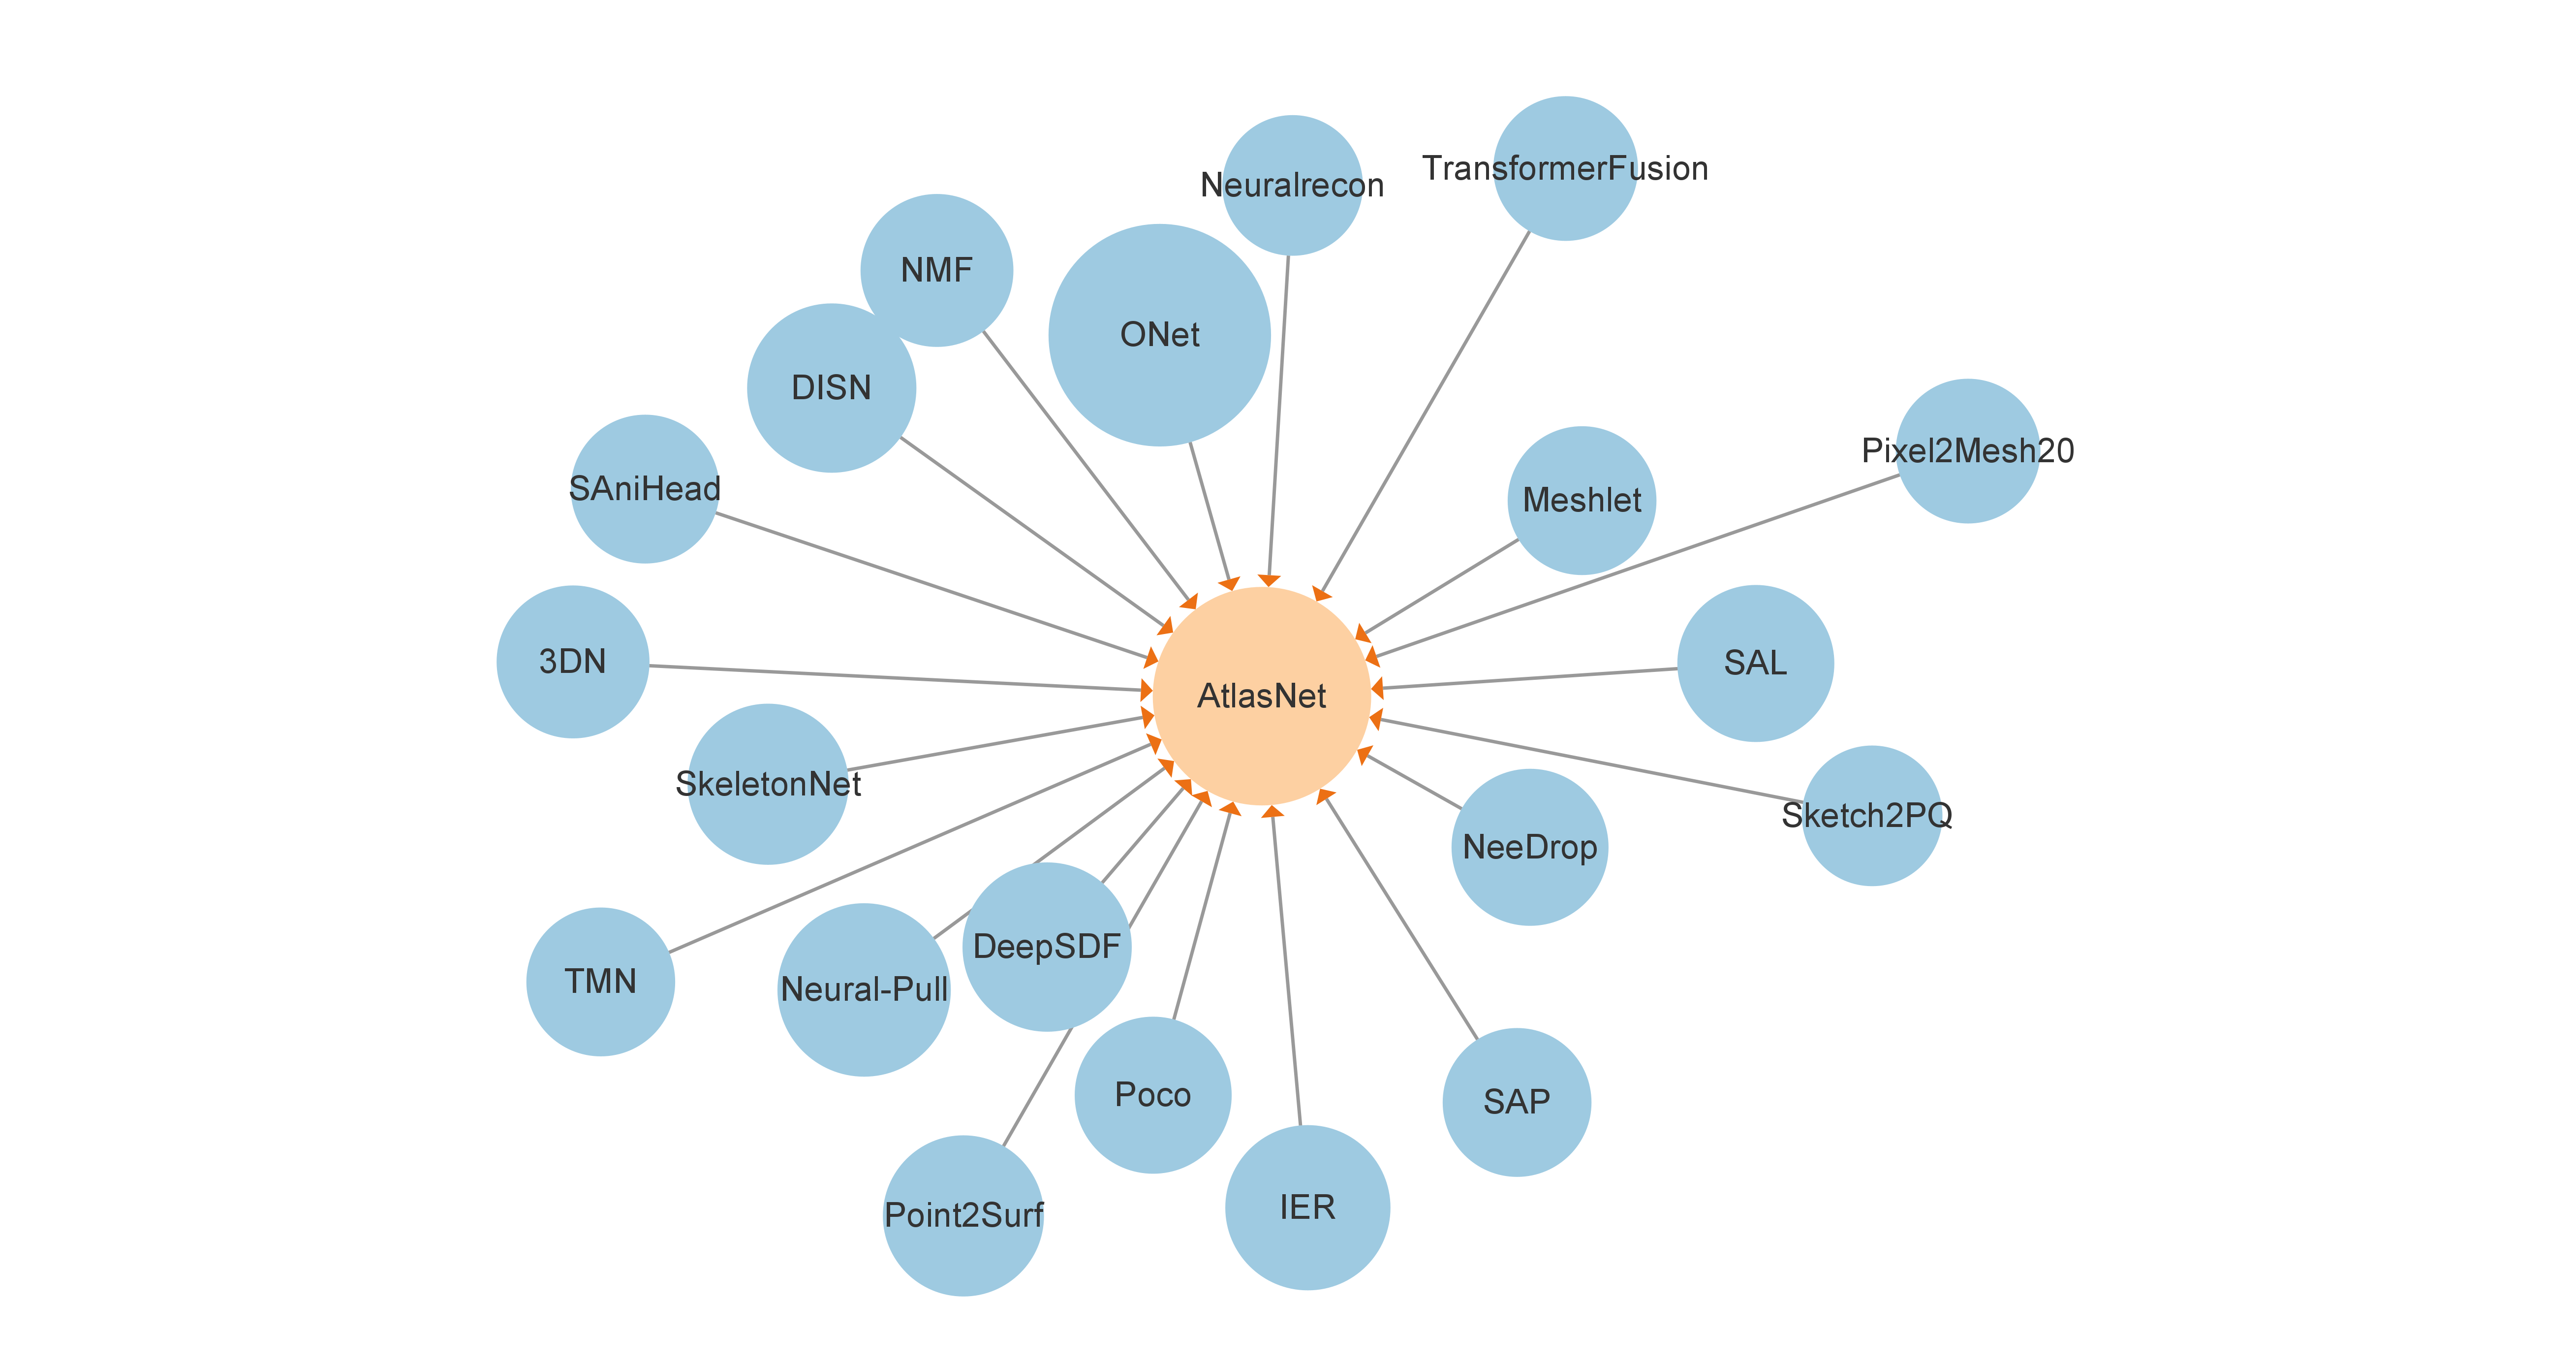 TransformerFusion
Neuralrecon
NMF
ONet
DISN
Pixel2Mesh20
SAniHead
Meshlet
3DN
SAL
AtlasNet
SkeletonNet
Sketch2PQ
NeeDrop
DeepSDF
TMN
Neural-Pull
Poco
SAP
IER
Point2Surf